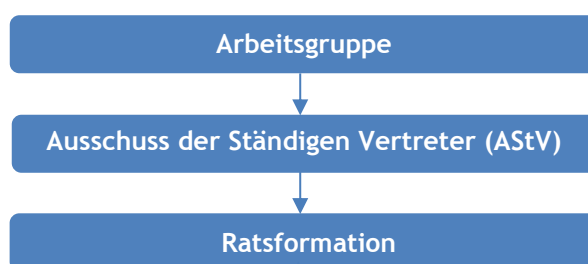 Arbeitsgruppe
Ausschuss der Ständigen Vertreter (AStV)
Ratsformation